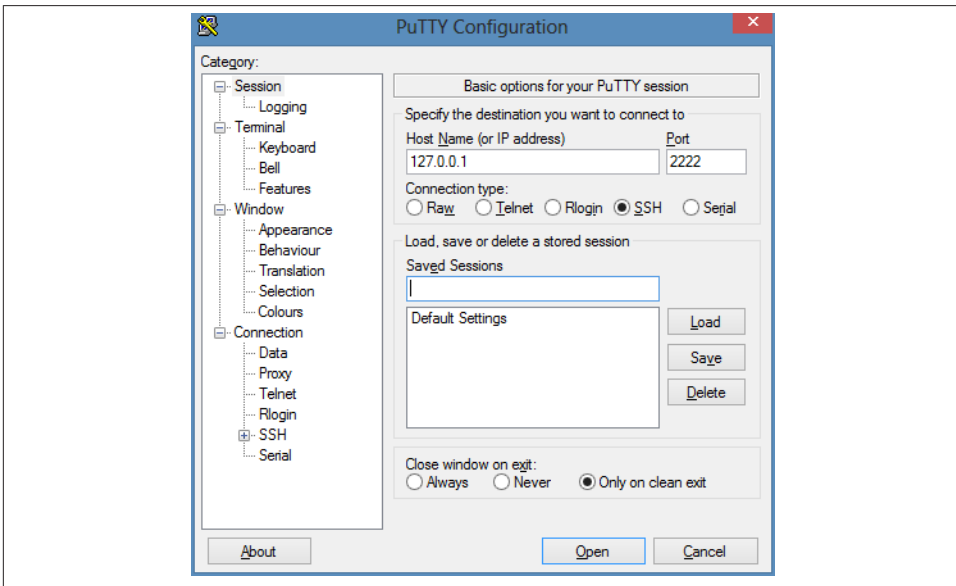 PuTTY Configuration
Category:
Session
Logging
Terminal
Keyboard
Bell
Features
Window
Appearance
Behaviour
Translation
Selection
Colours
Connection
Data
Proxy
Telnet
Rlogin
SSH
Serial
Basic options for your PuTTY session
Specify the destination you want to connect to
Host Name (or IP address) Port
127.0.0.1 2222
Connection type:
Raw Telnet Rlogin SSH Serial
Load, save or delete a stored session
Saved Sessions
Default Settings
Load
Save
Delete
Close window on exit:
Always Never Only on clean exit
About Open Cancel